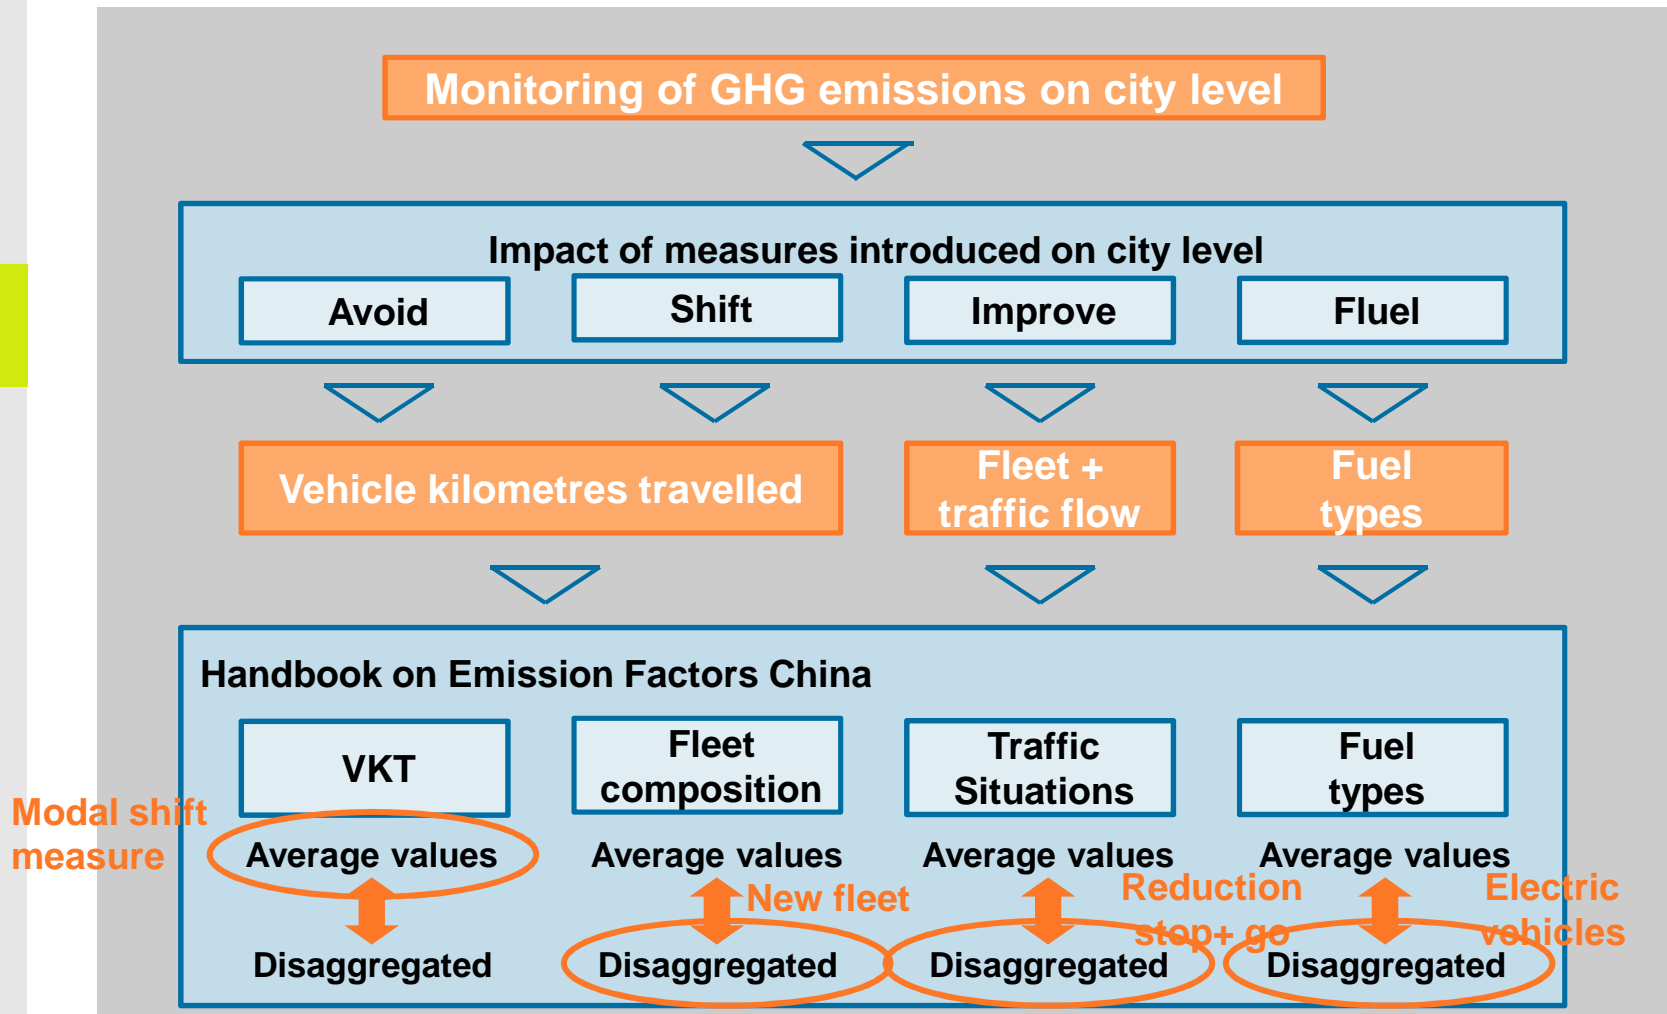 Monitoring of GHG emissions on city level
Impact of measures introduced on city level
Avoid
Shift
Improve
Fluel
Vehicle kilometres travelled
Fleet +
traffic flow
Fuel
types
Handbook on Emission Factors China
VKT
Fleet
composition
Traffic
Situations
Fuel
types
Modal shift
measure
Average values
Average values
Average values
Average values
New fleet
Reduction
stop+ go
Electric
vehicles
Disaggregated
Disaggregated
Disaggregated
Disaggregated